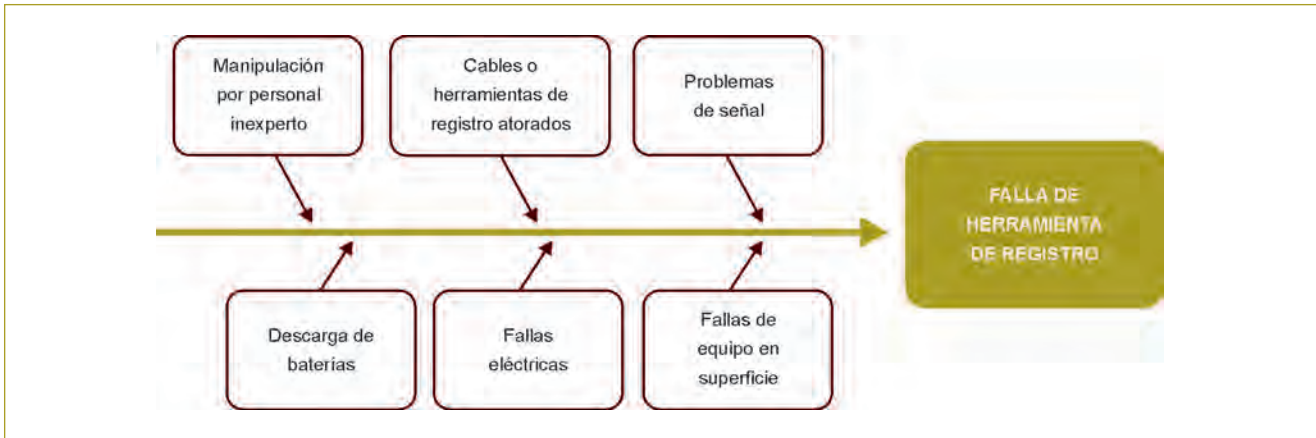 Manipulación
por personal
inexperto
Cables o
herramientas de
registro atorados
Problemas
de señal
FALLA DE
HERRAMIENTA
DE REGISTRO
Descarga de
baterías
Fallas
eléctricas
Fallas de
equipo en
superficie